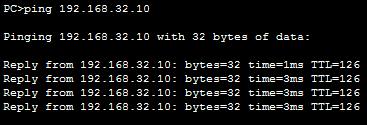 PC>ping 192.168.32.10
Pinging 192.168.32.10 with 32 bytes of data:
Reply from 192.168.32.10: bytes=32 time=1ms TTL=126
Reply from 192.168.32.10: bytes=32 time=3ms TTL=126
Reply from 192.168.32.10: bytes=32 time=3ms TTL=126
Reply from 192.168.32.10: bytes=32 time=3ms TTL=126